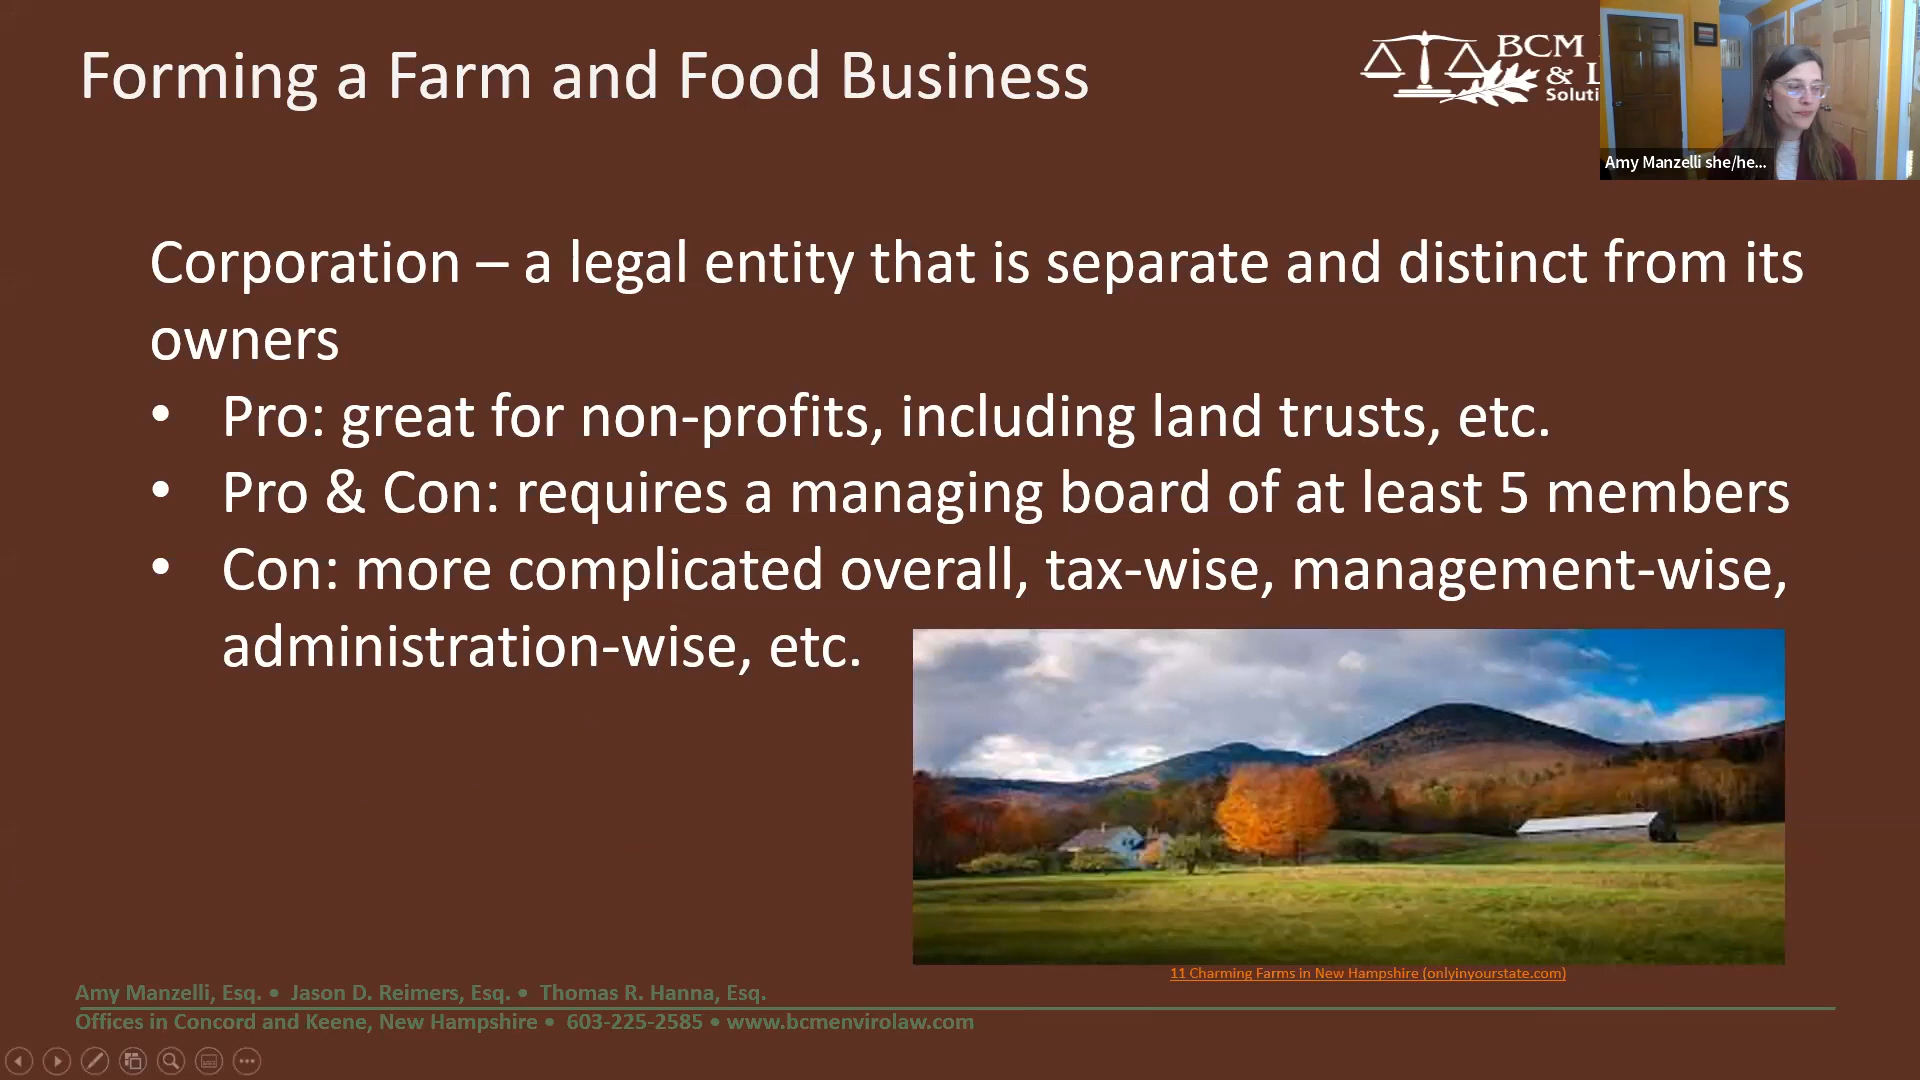 Forming a Farm and Food Business
BCM
& L
Soluti
Amy Manzelli she/he...
Corporation – a legal entity that is separate and distinct from its
owners
• Pro: great for non-profits, including land trusts, etc.
• Pro & Con: requires a managing board of at least 5 members
• Con: more complicated overall, tax-wise, management-wise,
administration-wise, etc.
11 Charming Farms in New Hampshire (onlyinyourstate.com)
Amy Manzelli, Esq. • Jason D. Reimers, Esq. • Thomas R. Hanna, Esq.
Offices in Concord and Keene, New Hampshire • 603-225-2585 • www.bcmenvirolaw.com